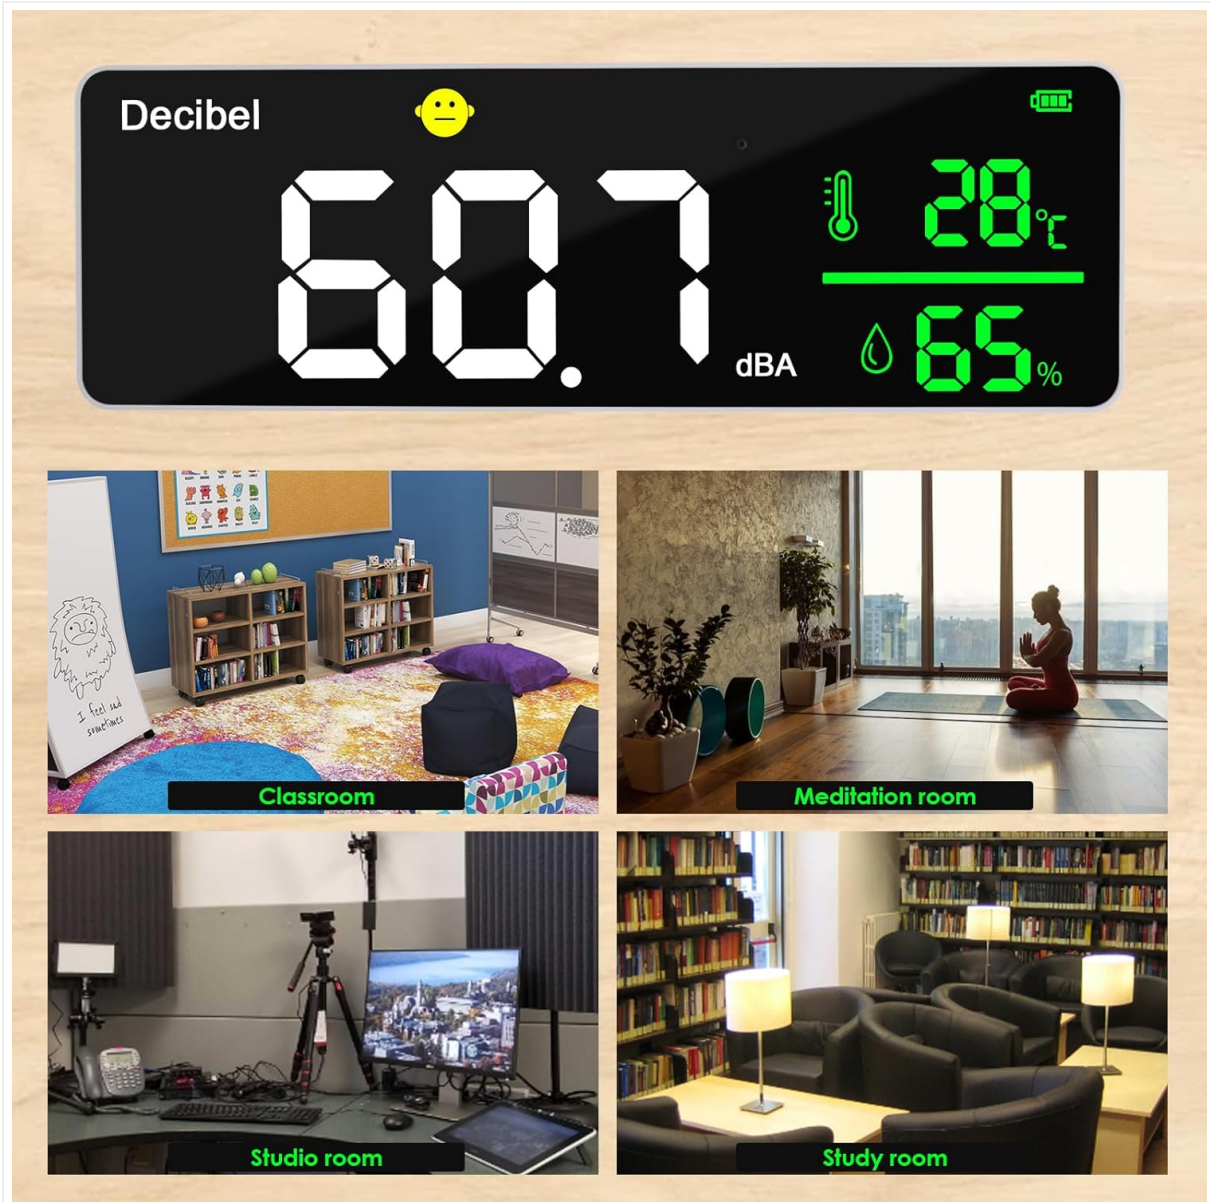 Decibel
60.7
dBA
28
°C
65
%
I feel sad
sometimes
Classroom
Meditation room
Studio room
Study room